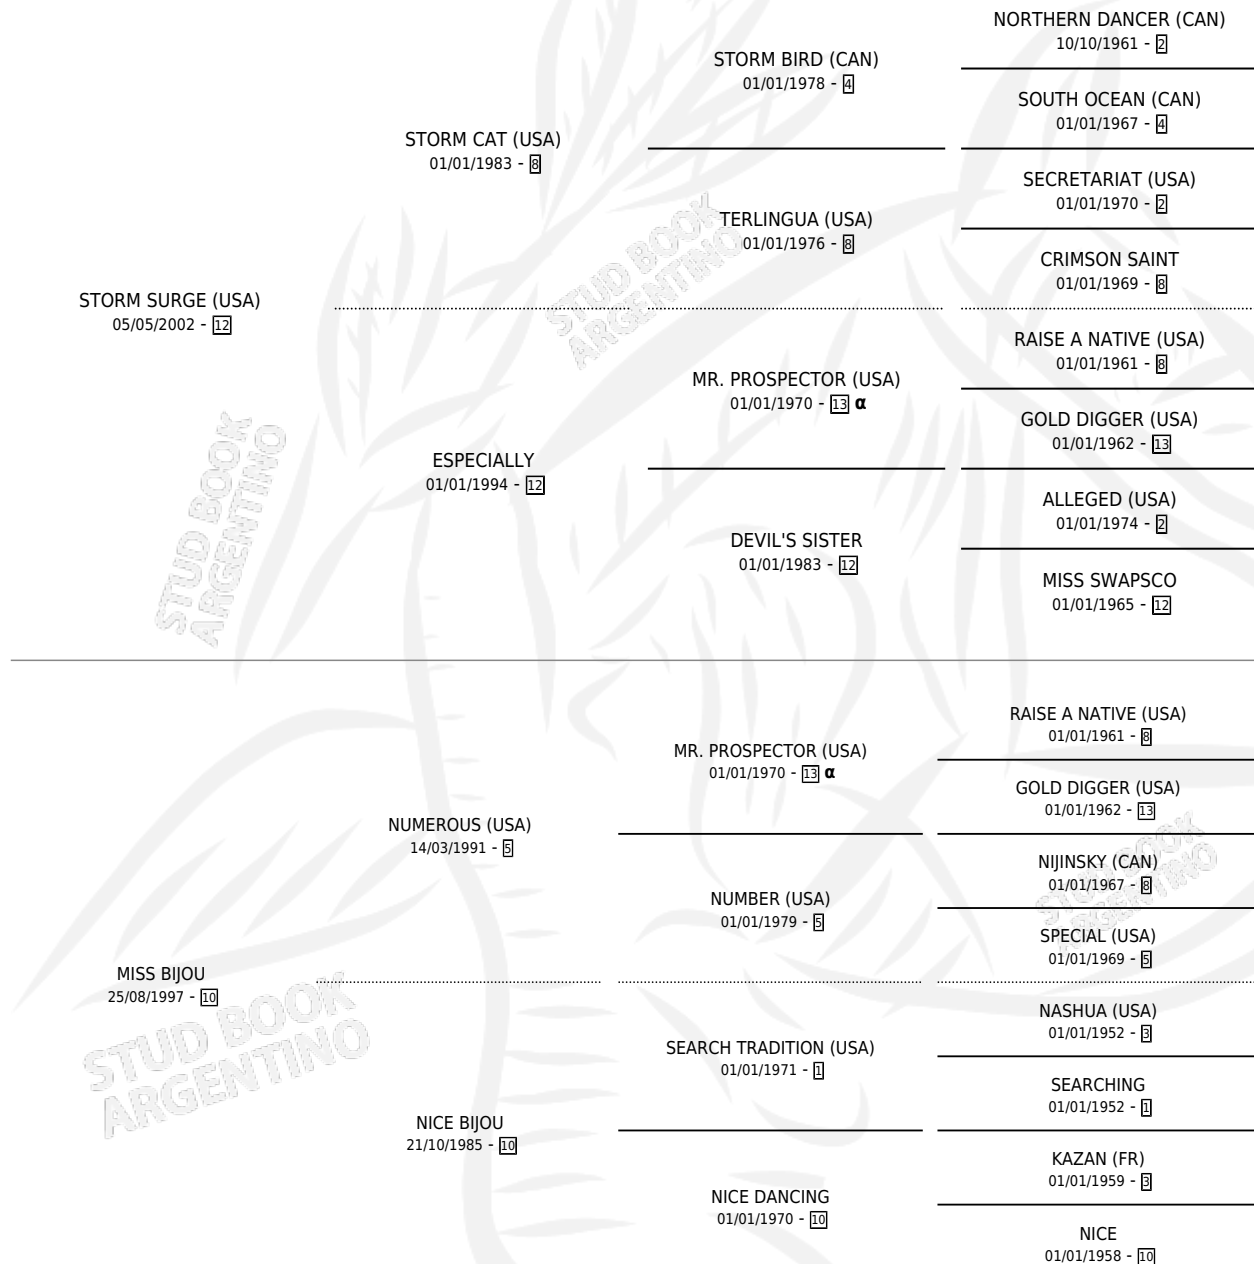 NORTHERN DANCER (CAN)
10/10/1961 - 2
STORM BIRD (CAN)
01/01/1978 - 4
SOUTH OCEAN (CAN)
01/01/1967 - 4
STORM CAT (USA)
01/01/1983 - 8
SECRETARIAT (USA)
01/01/1970 - 2
TERLINGUA (USA)
01/01/1976 - 8
CRIMSON SAINT
01/01/1969 - 8
STORM SURGE (USA)
05/05/2002 - 12
RAISE A NATIVE (USA)
01/01/1961 - 8
MR. PROSPECTOR (USA)
01/01/1970 - 13 α
GOLD DIGGER (USA)
01/01/1962 - 13
ESPECIALLY
01/01/1994 - 12
ALLEGED (USA)
01/01/1974 - 2
DEVIL'S SISTER
01/01/1983 - 12
MISS SWAPSCO
01/01/1965 - 12
RAISE A NATIVE (USA)
01/01/1961 - 8
MR. PROSPECTOR (USA)
01/01/1970 - 13 α
GOLD DIGGER (USA)
01/01/1962 - 13
NUMEROUS (USA)
14/03/1991 - 5
NIJINSKY (CAN)
01/01/1967 - 8
NUMBER (USA)
01/01/1979 - 5
SPECIAL (USA)
01/01/1969 - 5
MISS BIJOU
25/08/1997 - 10
NASHUA (USA)
01/01/1952 - 3
SEARCH TRADITION (USA)
01/01/1971 - 1
SEARCHING
01/01/1952 - 1
NICE BIJOU
21/10/1985 - 10
KAZAN (FR)
01/01/1959 - 3
NICE DANCING
01/01/1970 - 10
NICE
01/01/1958 - 10
STUD BOOK
ARGENTINO
STUD BOOK
ARGENTINO
STUD BOOK
ARGENTINO
STUD BOOK
ARGENTINO